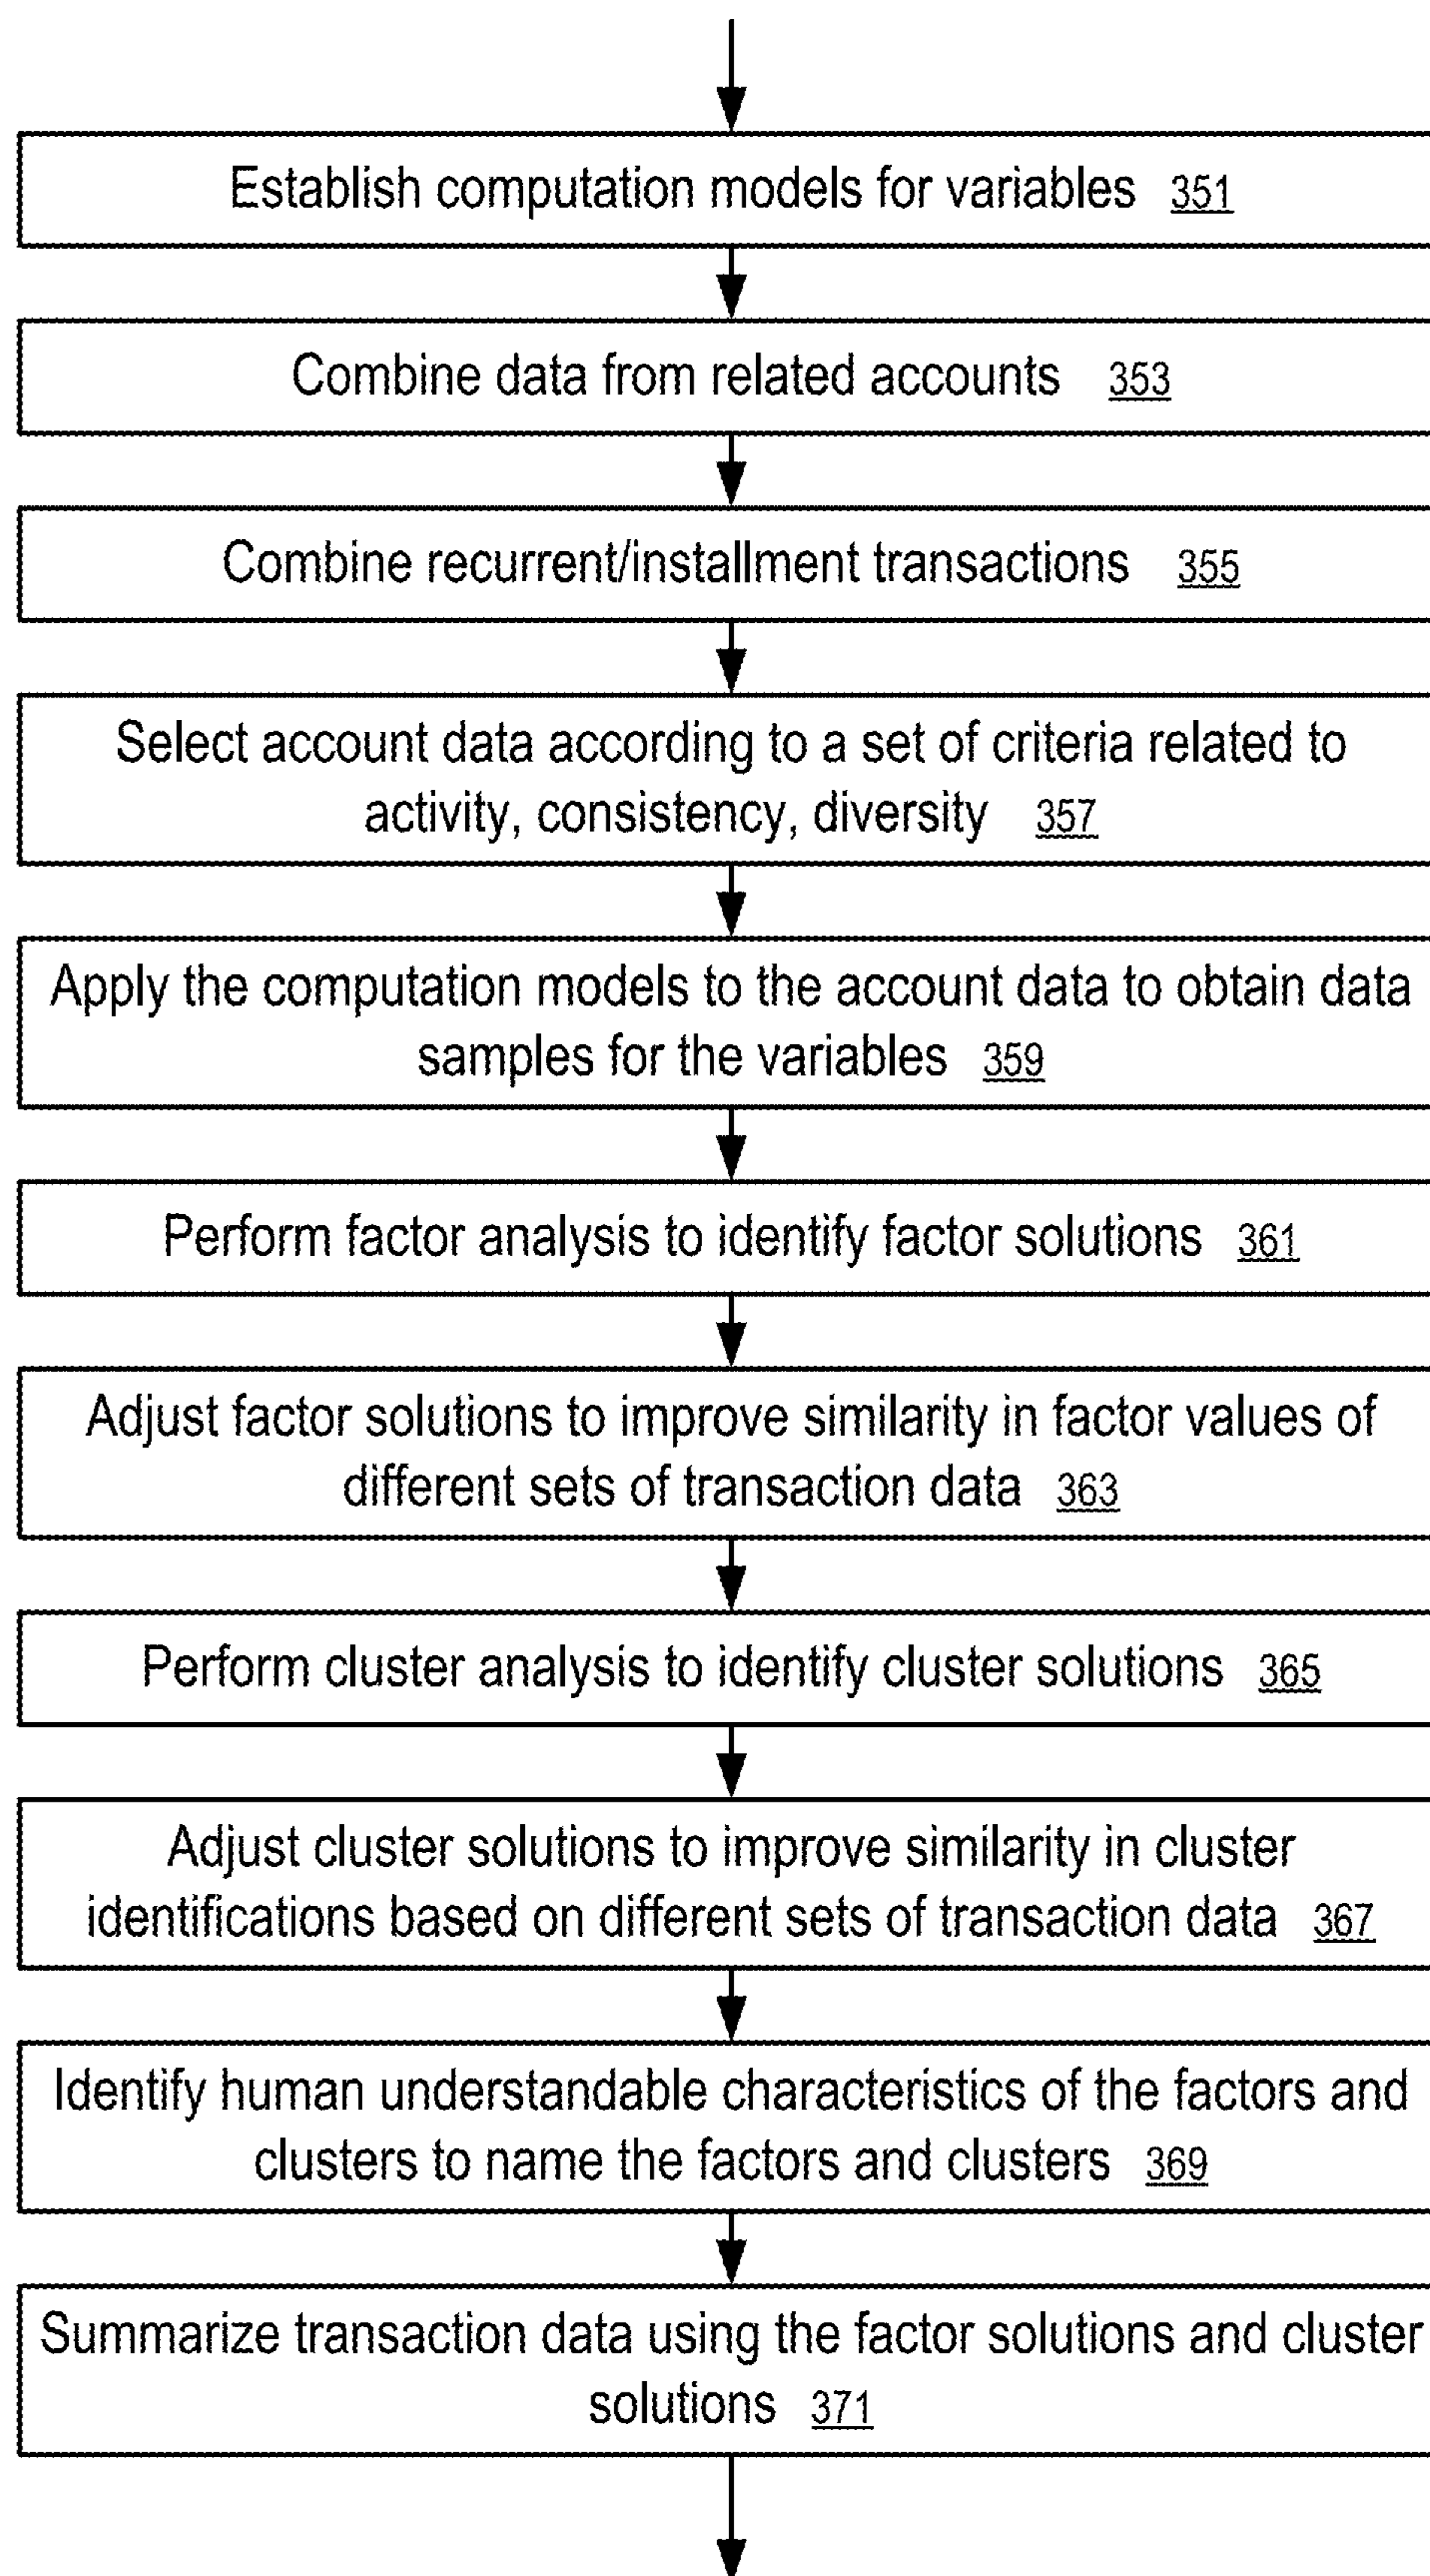 Establish computation models for variables 351
Combine data from related accounts 353
Combine recurrent/installment transactions 355
Select account data according to a set of criteria related to
activity, consistency, diversity 357
Apply the computation models to the account data to obtain data
samples for the variables 359
Perform factor analysis to identify factor solutions 361
Adjust factor solutions to improve similarity in factor values of
different sets of transaction data 363
Perform cluster analysis to identify cluster solutions 365
Adjust cluster solutions to improve similarity in cluster
identifications based on different sets of transaction data 367
Identify human understandable characteristics of the factors and
clusters to name the factors and clusters 369
Summarize transaction data using the factor solutions and cluster
solutions 371